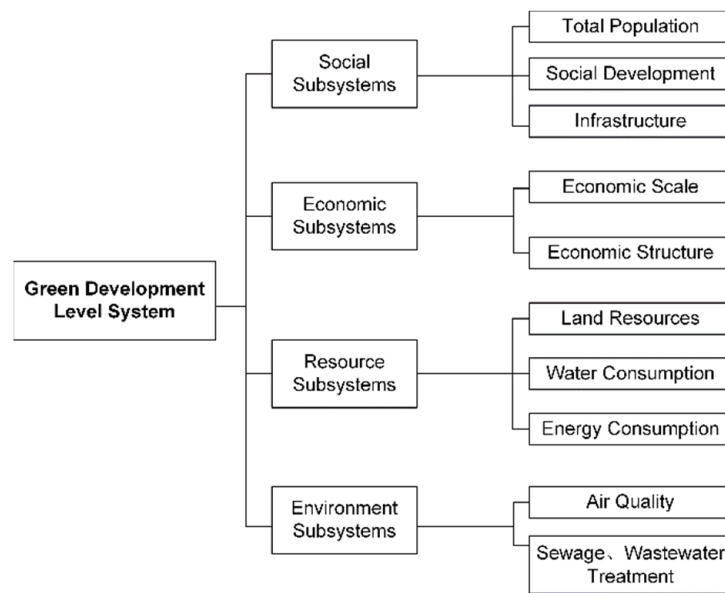 Green Development
Level System
Social
Subsystems
Total Population
Social Development
Infrastructure
Economic
Subsystems
Economic Scale
Economic Structure
Resource
Subsystems
Land Resources
Water Consumption
Energy Consumption
Environment
Subsystems
Air Quality
Sewage、Wastewater
Treatment